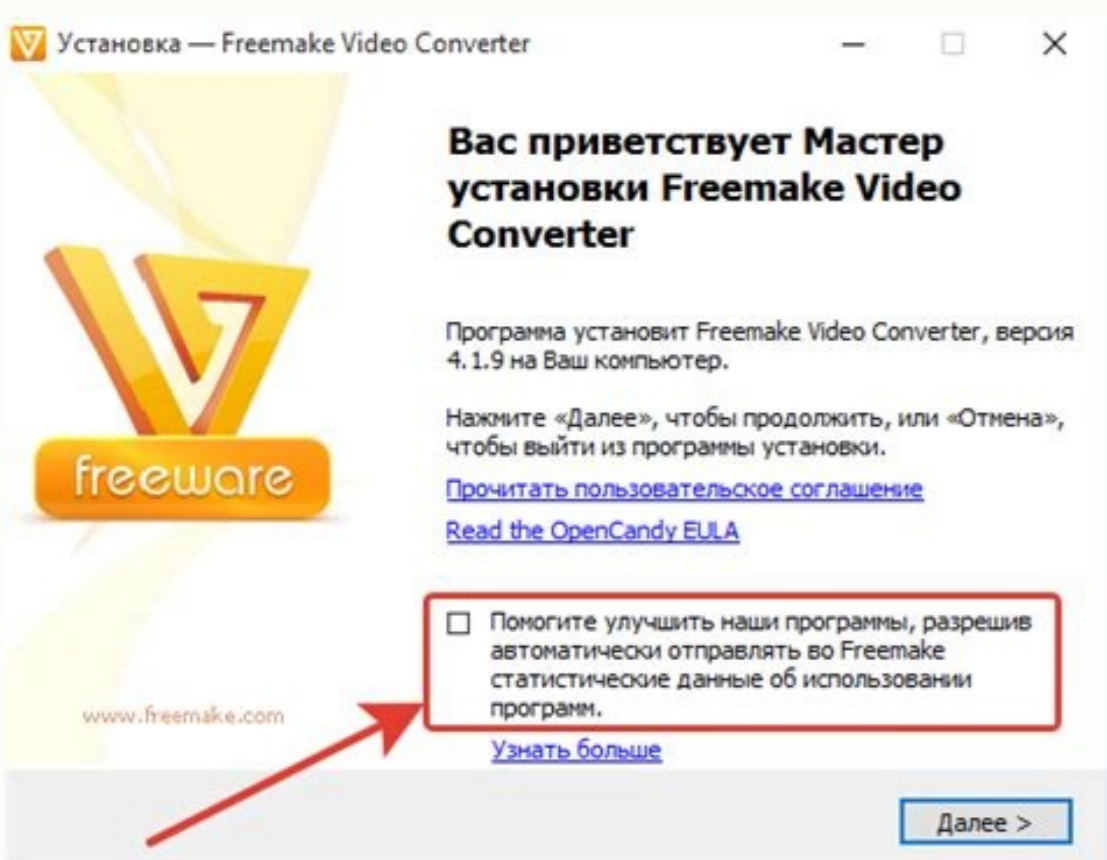 Установка — Freemake Video Converter
Вас приветствует Мастер
установки Freemake Video
Converter
Программа установит Freemake Video Converter, версия
4.1.9 на Ваш компьютер.
Нажмите «Далее», чтобы продолжить, или «Отмена»,
чтобы выйти из программы установки.
Прочитать пользовательское соглашение
Read the OpenCandy EULA
freeware
Помогите улучшить наши программы, разрешив
автоматически отправлять во Freemake
статистические данные об использовании
программ.
www.freemake.com
Узнать больше
Далее >